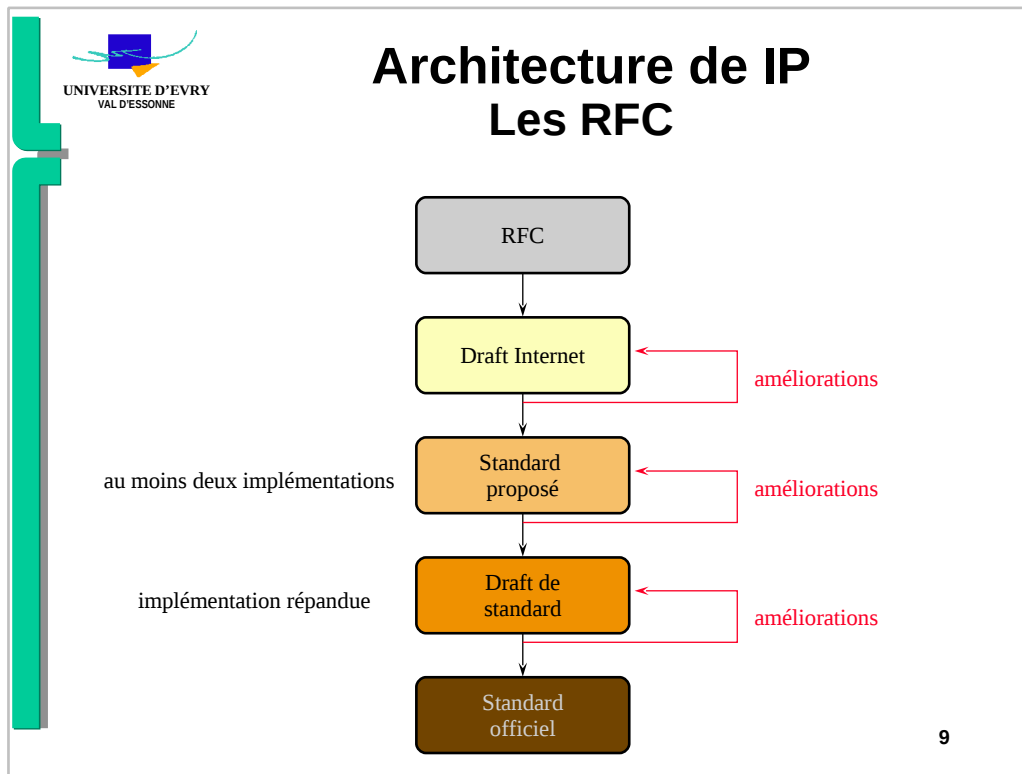 UNIVERSITE D'EVRY
VAL D'ESSONNE
Architecture de IP
Les RFC
RFC
Draft Internet
améliorations
Standard
proposé
au moins deux implémentations
améliorations
Draft de
standard
implémentation répandue
améliorations
Standard
officiel
9